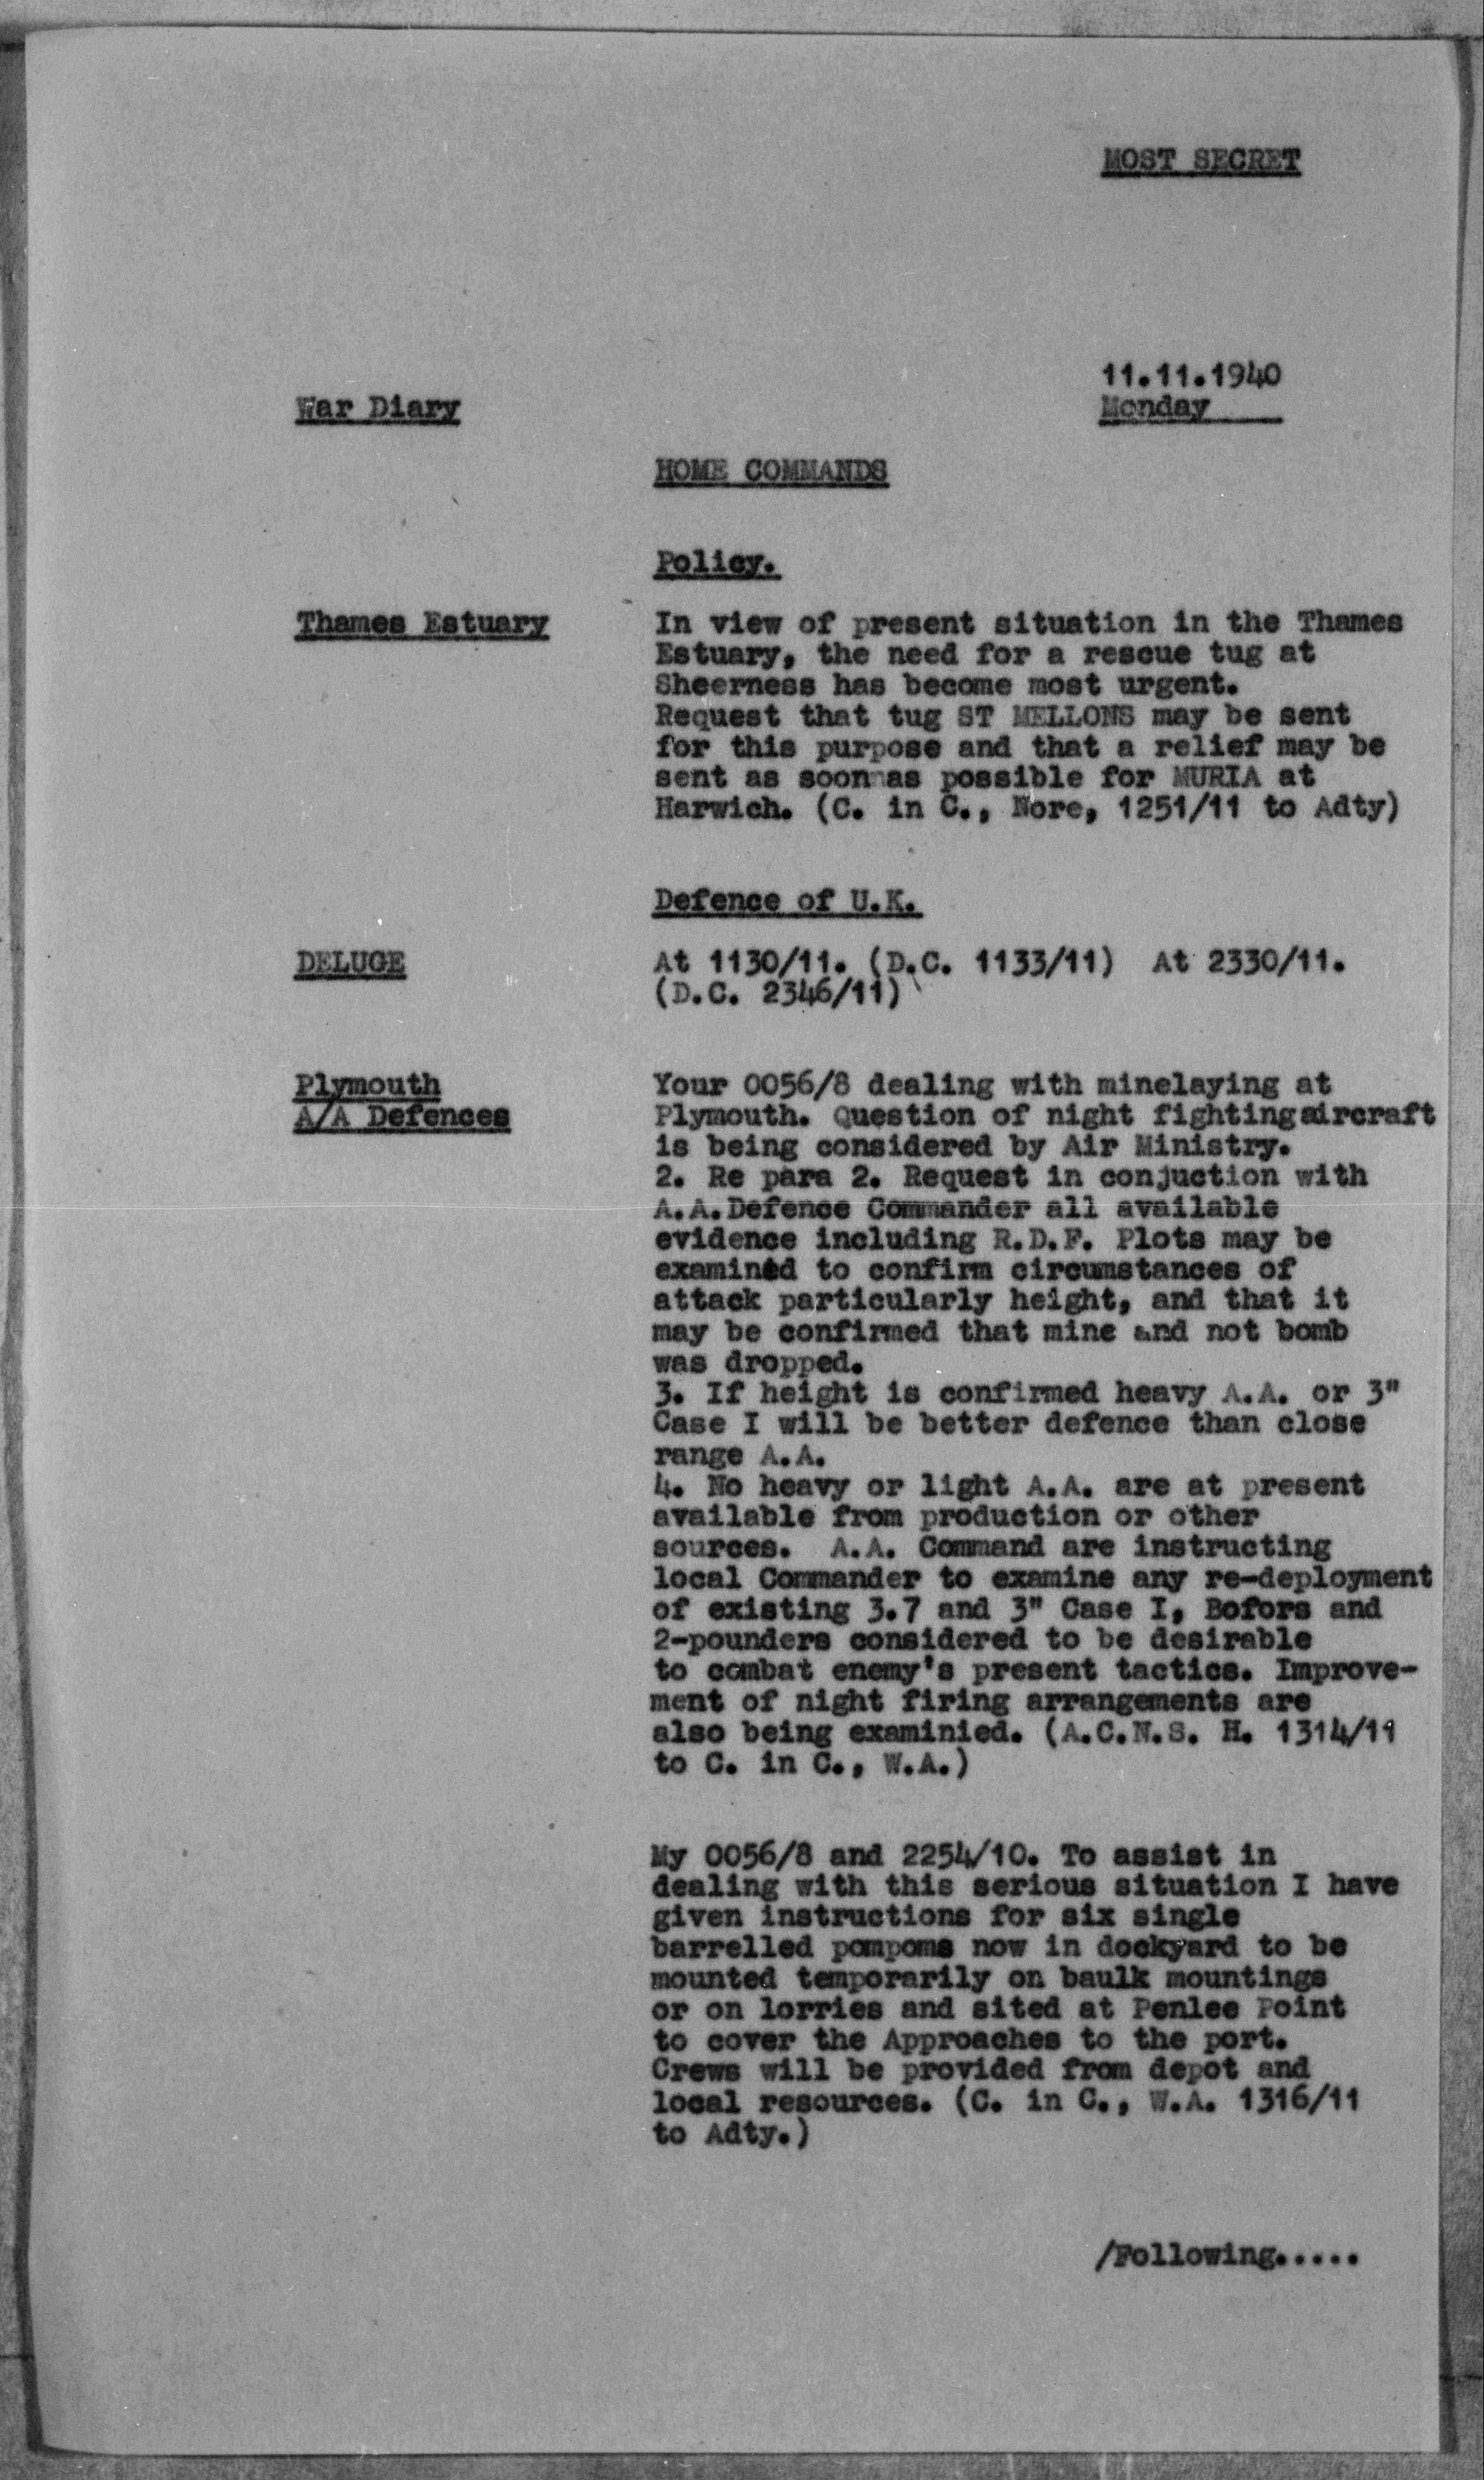 MOST SECRET
11.11.1940
War Diary
Monday
HOME COMMANDS
Policy.
Thames Estuary
In view of present situation in the Thames
Estuary, the need for a rescue tug at
Sheerness has become most urgent.
Request that tug ST MELLONS may be sent
for this purpose and that a relief may be
sent as soon as possible for MURIA at
Harwich. (C. in C., Nore, 1251/11 to Adty)
Defence of U.K.
DELUGE
At 1130/11. (D.C. 1133/11) At 2330/11.
(D.C. 2346/11)
Plymouth
A/A Defences
Your 0056/8 dealing with minelaying at
Plymouth. Question of night fighting aircraft
is being considered by Air Ministry.
2. Re para 2. Request in conjuction with
A.A.Defence Commander all available
evidence including R.D.F. Plots may be
examined to confirm circumstances of
attack particularly height, and that it
may be confirmed that mine and not bomb
was dropped.
3. If height is confirmed heavy A.A. or 3"
Case I will be better defence than close
range A.A.
4. No heavy or light A.A. are at present
available from production or other
sources. A.A. Command are instructing
local Commander to examine any re-deployment
of existing 3.7 and 3" Case I, Bofors and
2-pounders considered to be desirable
to combat enemy's present tactics. Improve-
ment of night firing arrangements are
also being examinied. (A.C.N.S. H. 1314/11
to C. in C., W.A.)
My 0056/8 and 2254/10. To assist in
dealing with this serious situation I have
given instructions for six single
barrelled pompoms now in dockyard to be
mounted temporarily on baulk mountings
or on lorries and sited at Penlee Point
to cover the Approaches to the port.
Crews will be provided from depot and
local resources. (C. in C., W.A. 1316/11
to Adty.)
/Following.....